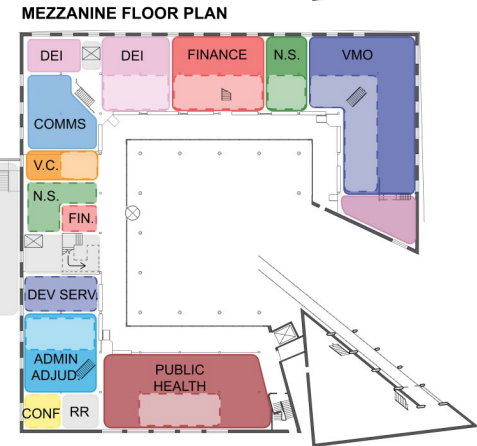 MEZZANINE FLOOR PLAN
DEI
DEI
FINANCE
N.S.
VMO
COMMS
V.C.
N.S.
FIN.
DEV SERV
ADMIN
ADJUD
PUBLIC
HEALTH
CONF
RR